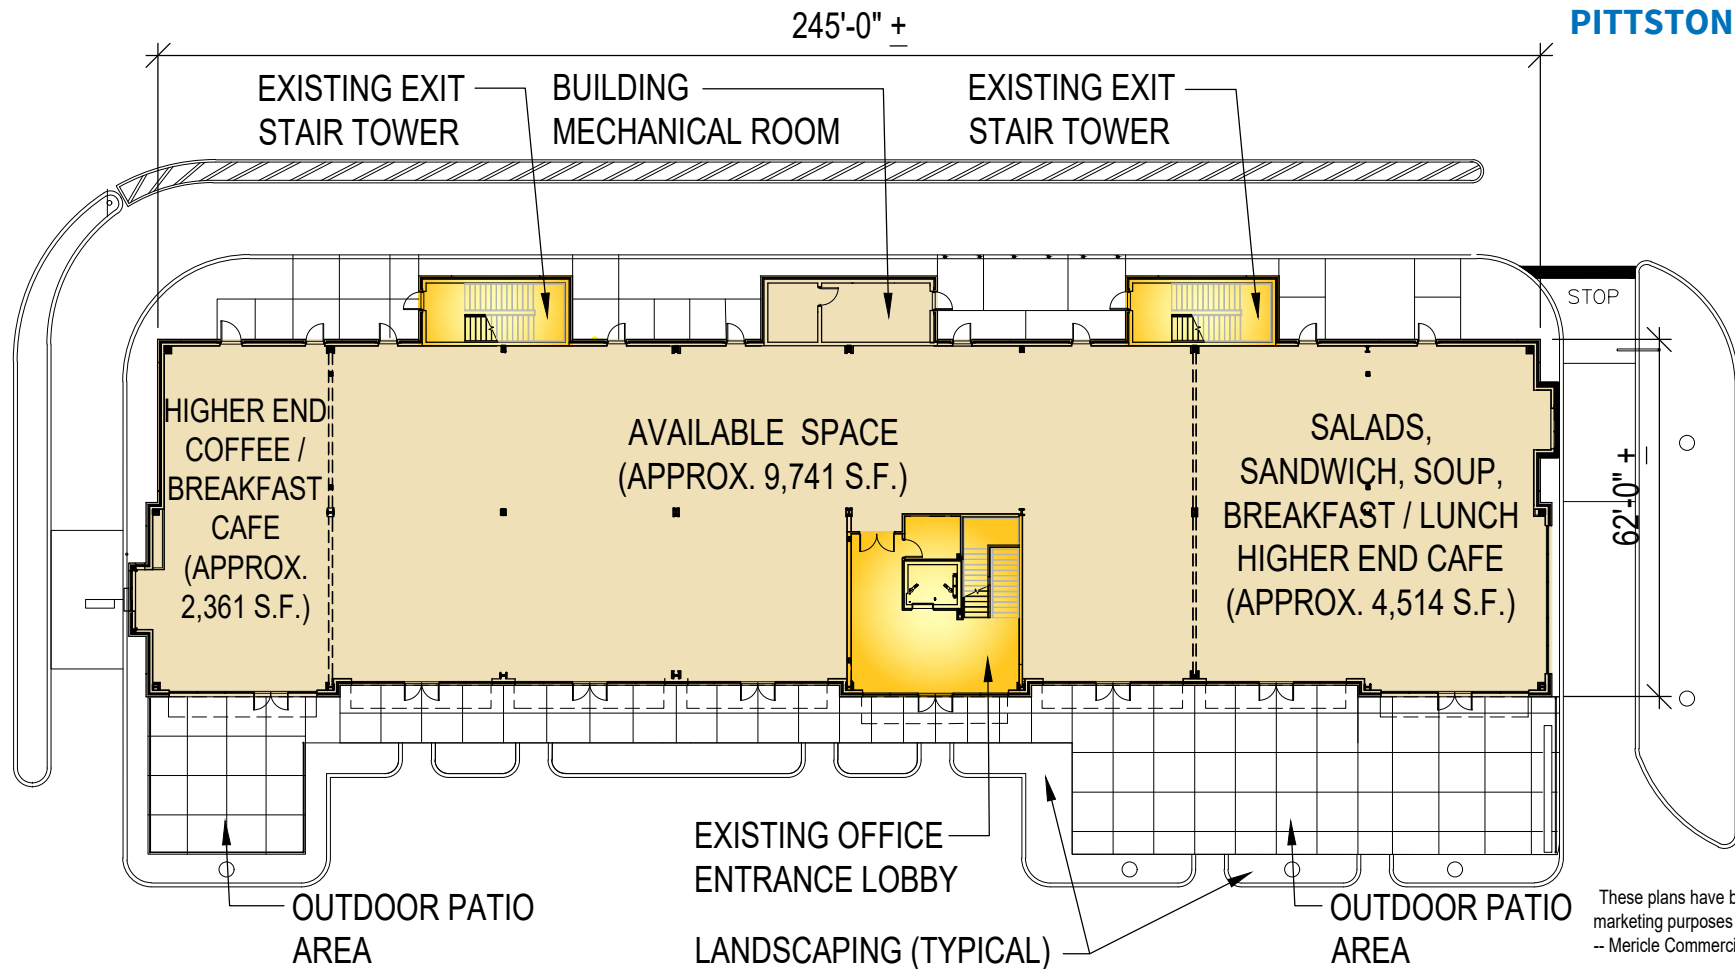 PITTSTON
245'-0" +
EXISTING EXIT
STAIR TOWER
BUILDING
MECHANICAL ROOM
EXISTING EXIT
STAIR TOWER
STOP
HIGHER END
COFFEE /
BREAKFAST
CAFE
(APPROX.
2,361 S.F.)
AVAILABLE SPACE
(APPROX. 9,741 S.F.)
SALADS,
SANDWICH, SOUP,
BREAKFAST / LUNCH
HIGHER END CAFE
(APPROX. 4,514 S.F.)
62'-0" +
EXISTING OFFICE
ENTRANCE LOBBY
OUTDOOR PATIO
AREA
LANDSCAPING (TYPICAL)
OUTDOOR PATIO
AREA
These plans have b
marketing purposes
-- Mericle Commerci